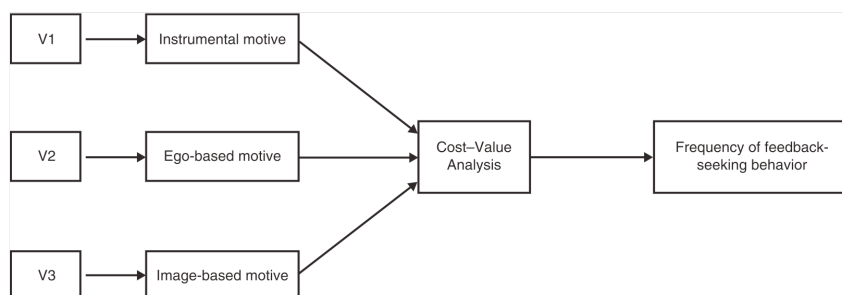 V1
Instrumental motive
V2
Ego-based motive
Cost–Value
Analysis
Frequency of feedback-
seeking behavior
V3
Image-based motive